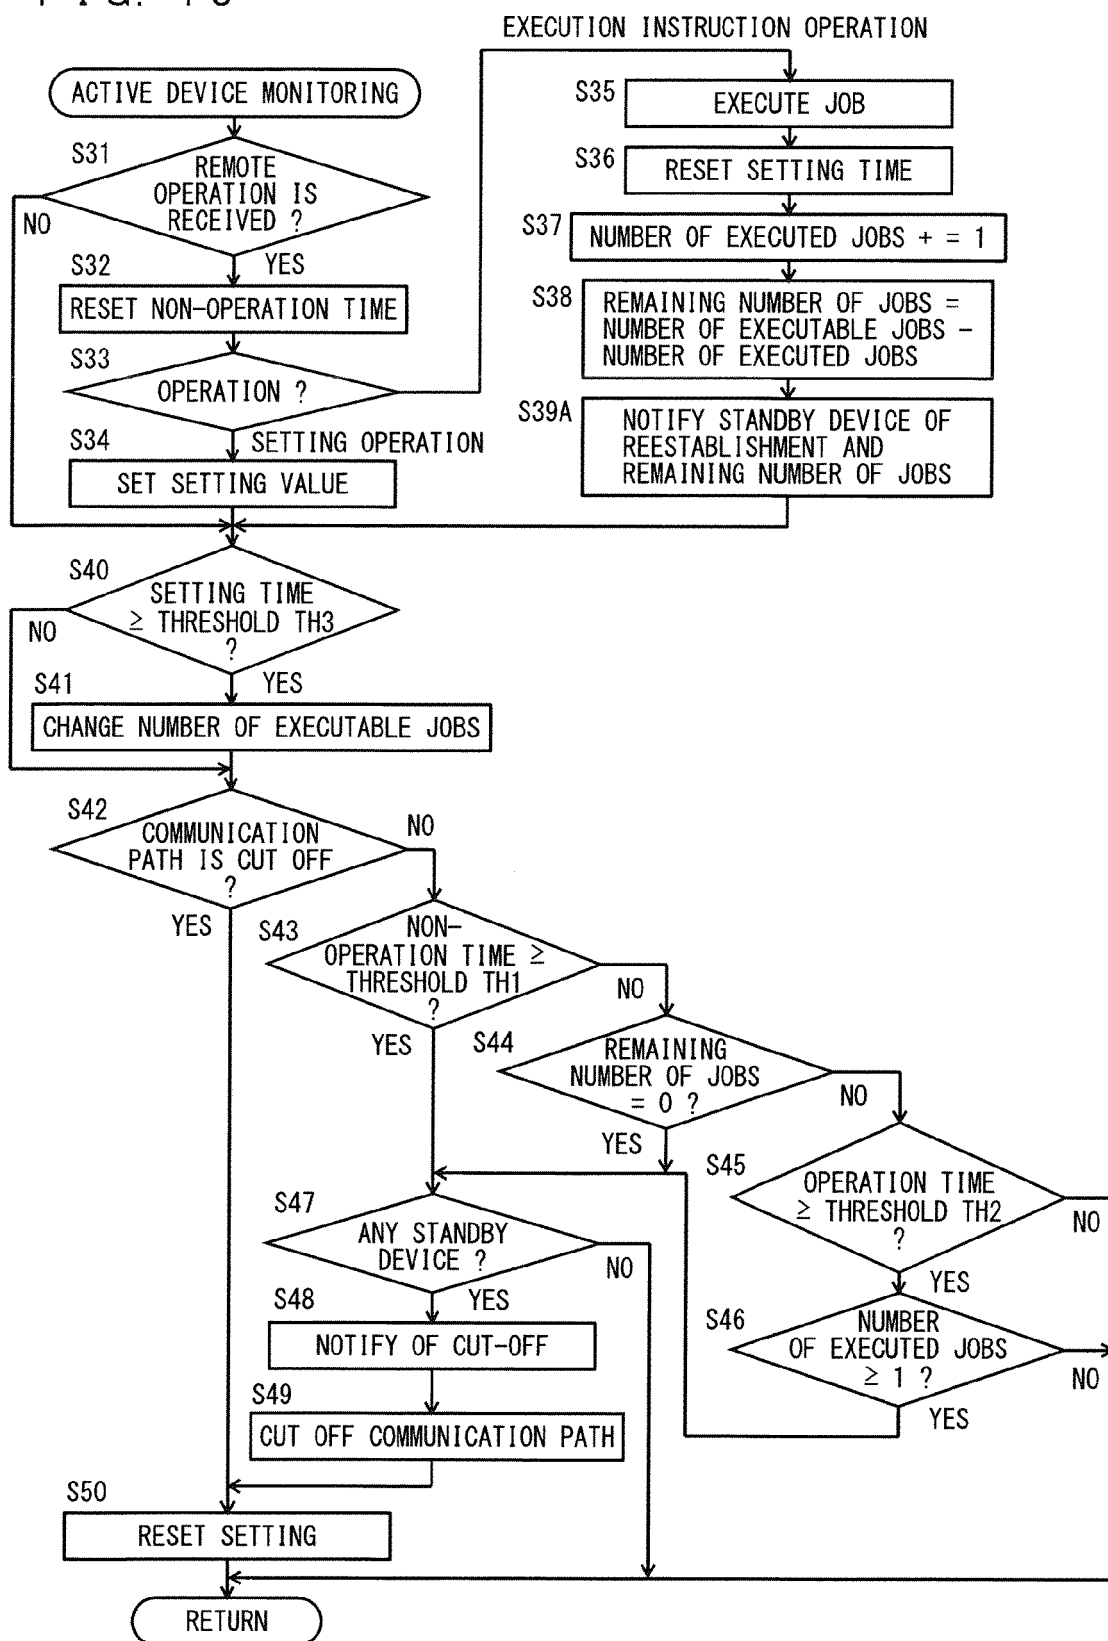 EXECUTION INSTRUCTION OPERATION
ACTIVE DEVICE MONITORING
S31
REMOTE
OPERATION IS
RECEIVED ?
NO
YES
S32
RESET NON-OPERATION TIME
S33
OPERATION ?
SETTING OPERATION
S34
SET SETTING VALUE
S35
EXECUTE JOB
S36
RESET SETTING TIME
S37
NUMBER OF EXECUTED JOBS + = 1
S38
REMAINING NUMBER OF JOBS =
NUMBER OF EXECUTABLE JOBS −
NUMBER OF EXECUTED JOBS
S39A
NOTIFY STANDBY DEVICE OF
REESTABLISHMENT AND
REMAINING NUMBER OF JOBS
S40
SETTING TIME
≥ THRESHOLD TH3
?
NO
YES
S41
CHANGE NUMBER OF EXECUTABLE JOBS
S42
COMMUNICATION
PATH IS CUT OFF
?
NO
YES
S43
NON-
OPERATION TIME ≥
THRESHOLD TH1
?
NO
YES
S44
REMAINING
NUMBER OF JOBS
= 0 ?
NO
YES
S45
OPERATION TIME
≥ THRESHOLD TH2
?
NO
YES
S46
NUMBER
OF EXECUTED JOBS
≥ 1 ?
NO
YES
S47
ANY STANDBY
DEVICE ?
NO
YES
S48
NOTIFY OF CUT-OFF
S49
CUT OFF COMMUNICATION PATH
S50
RESET SETTING
RETURN